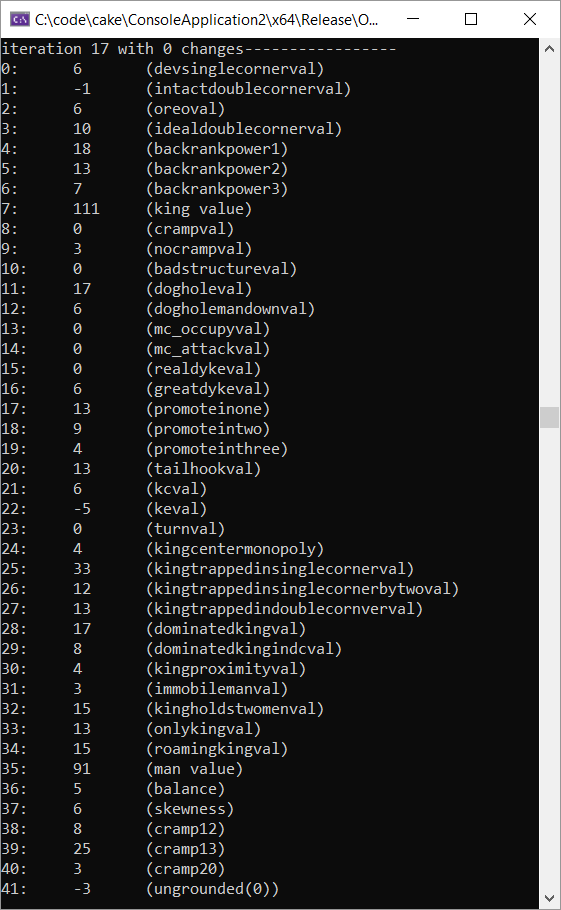 C:\code\cake\ConsoleApplication2\x64\Release\O...
iteration 17 with 0 changes-----------------
0: 6 (devsinglecornerval)
1: -1 (intactdoublecornerval)
2: 6 (oreoval)
3: 10 (idealdoublecornerval)
4: 18 (backrankpower1)
5: 13 (backrankpower2)
6: 7 (backrankpower3)
7: 111 (king value)
8: 0 (crampval)
9: 3 (nocrampval)
10: 0 (badstructureval)
11: 17 (dogholeval)
12: 6 (dogholemandownval)
13: 0 (mc_occupyval)
14: 0 (mc_attackval)
15: 0 (realdykeval)
16: 6 (greatdykeval)
17: 13 (promoteinone)
18: 9 (promoteintwo)
19: 4 (promoteinthree)
20: 13 (tailhookval)
21: 6 (kcval)
22: -5 (keval)
23: 0 (turnval)
24: 4 (kingcentermonopoly)
25: 33 (kingtrappedinsinglecornerval)
26: 12 (kingtrappedinsinglecornerbytwoval)
27: 13 (kingtrappedindoublecornverval)
28: 17 (dominatedkingval)
29: 8 (dominatedkingindcval)
30: 4 (kingproximityval)
31: 3 (immobilemanval)
32: 15 (kingholdstwomenval)
33: 13 (onlykingval)
34: 15 (roamingkingval)
35: 91 (man value)
36: 5 (balance)
37: 6 (skewness)
38: 8 (cramp12)
39: 25 (cramp13)
40: 3 (cramp20)
41: -3 (ungrounded(0))